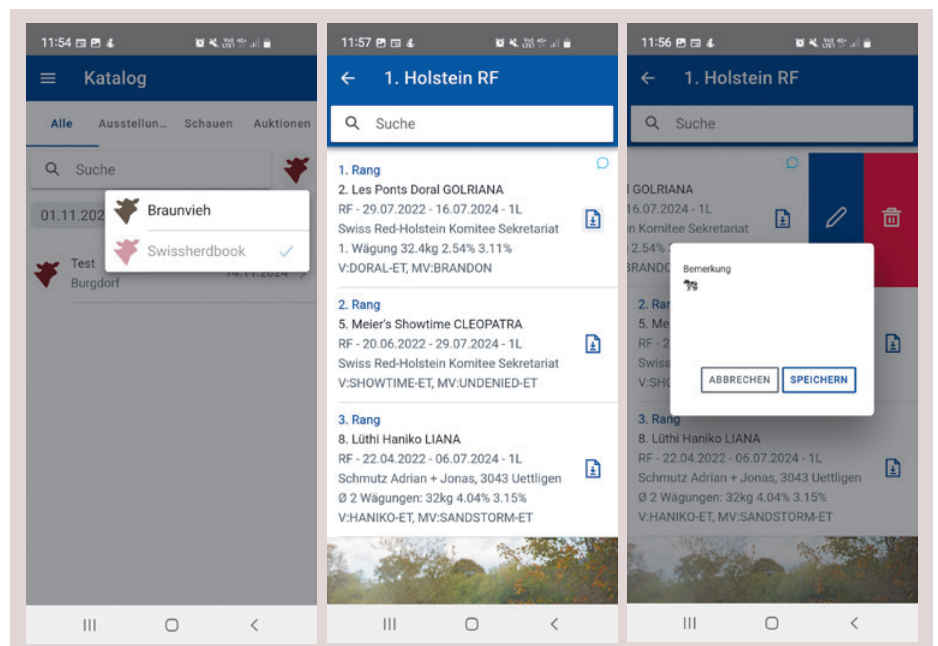 11:54
Katalog
Alle Ausstellun... Schauen Auktionen
Suche
01.11.202
Braunvieh
Swissherdbook
Test
Burgdorf
14.11.2024
11:57
1. Holstein RF
Suche
1. Rang
2. Les Ponts Doral GOLRIANA
RF - 29.07.2022 - 16.07.2024 - 1L
Swiss Red-Holstein Komitee Sekretariat
1. Wägung 32.4kg 2.54% 3.11%
V:DORAL-ET, MV:BRANDON
2. Rang
5. Meier's Showtime CLEOPATRA
RF - 20.06.2022 - 29.07.2024 - 1L
Swiss Red-Holstein Komitee Sekretariat
V:SHOWTIME-ET, MV:UNDENIED-ET
3. Rang
8. Lüthi Haniko LIANA
RF - 22.04.2022 - 06.07.2024 - 1L
Schmutz Adrian + Jonas, 3043 Uettligen
Ø 2 Wägungen: 32kg 4.04% 3.15%
V:HANIKO-ET, MV:SANDSTORM-ET
11:56
1. Holstein RF
Suche
GOLRIANA
16.07.2024 - 1L
n Komitee Sekretariat
2.54%
BRANDO
Bemerkung
ABBRECHEN SPEICHERN
2. Ran
5. Me
RF - 2
Swiss
V:SH
3. Rang
8. Lüthi Haniko LIANA
RF - 22.04.2022 - 06.07.2024 - 1L
Schmutz Adrian + Jonas, 3043 Uettligen
Ø 2 Wägungen: 32kg 4.04% 3.15%
V:HANIKO-ET, MV:SANDSTORM-ET